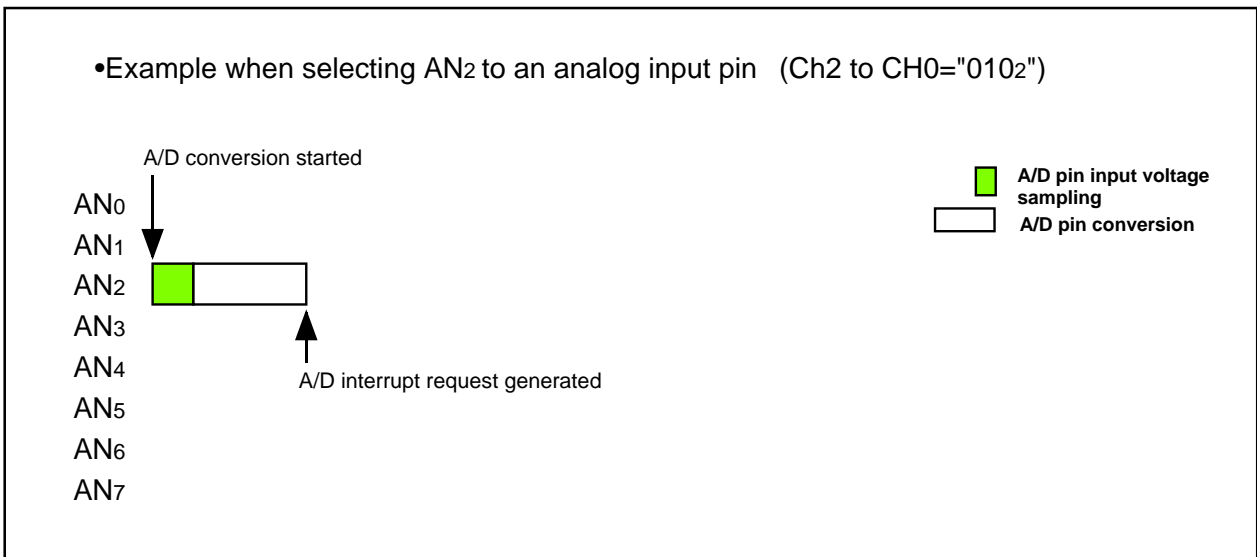 •Example when selecting AN2 to an analog input pin (Ch2 to CH0="0102")
A/D conversion started
A/D pin input voltage
sampling
A/D pin conversion
AN0
AN1
AN2
AN3
AN4
A/D interrupt request generated
AN5
AN6
AN7